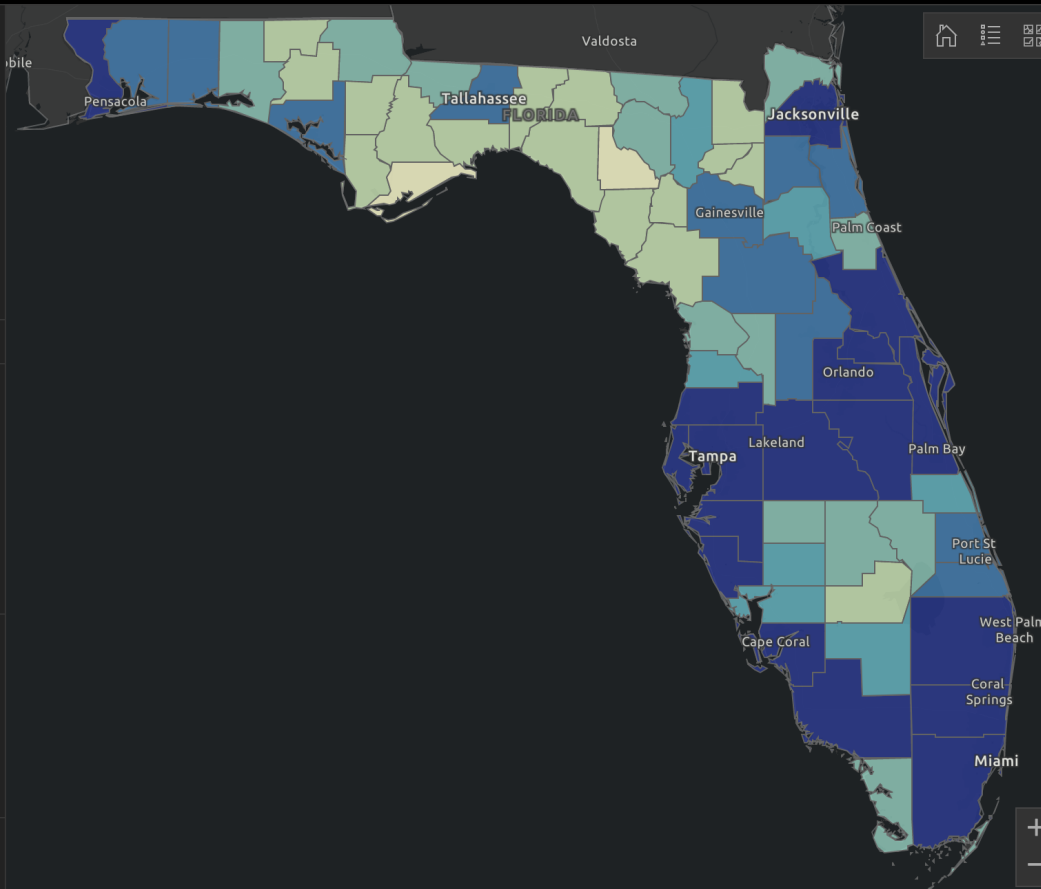 Valdosta
obile
Pensacola
Tallahassee
FLORIDA
Jacksonville
Gainesville
Palm Coast
Orlando
Lakeland
Palm Bay
Tampa
Port St
Lucie
West Palm
Beach
Cape Coral
Coral
Springs
Miami